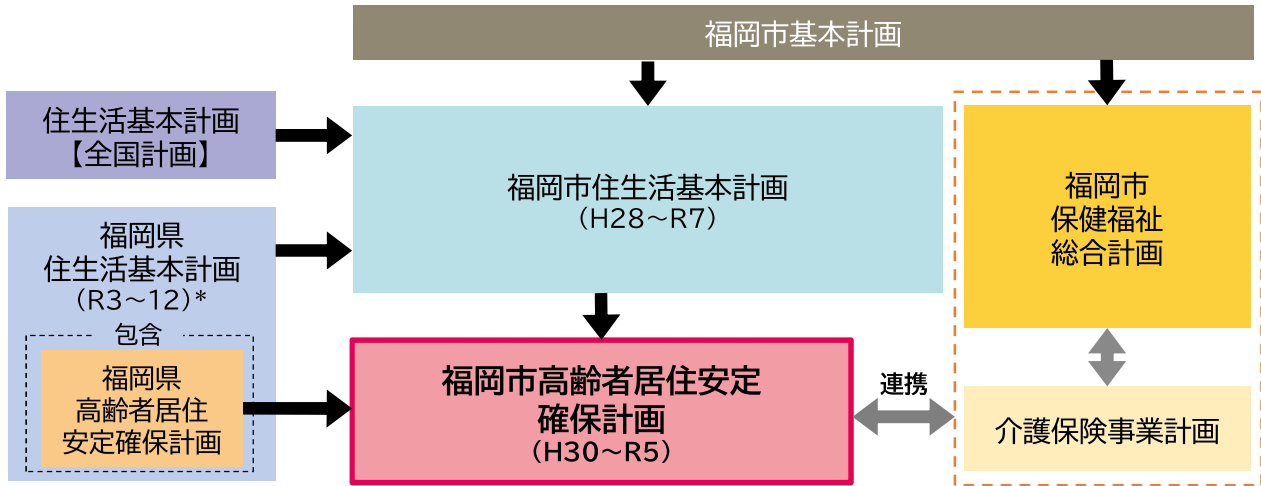 福岡市基本計画
住生活基本計画
【全国計画】
福岡市住生活基本計画
（H28～R7）
福岡市
保健福祉
総合計画
福岡県
住生活基本計画
（R3～12）*
包含
福岡県
高齢者居住
安定確保計画
福岡市高齢者居住安定
確保計画
（H30～R5）
連携
介護保険事業計画